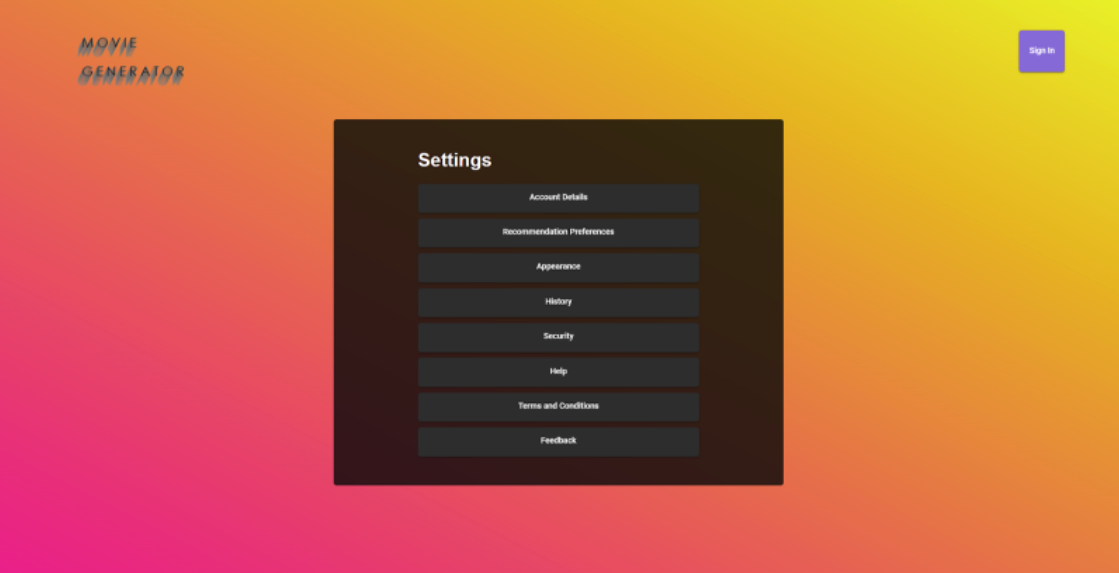 MOVIE
GENERATOR
Sign In
Settings
Account Details
Recommendation Preferences
Appearance
History
Security
Help
Terms and Conditions
Feedback